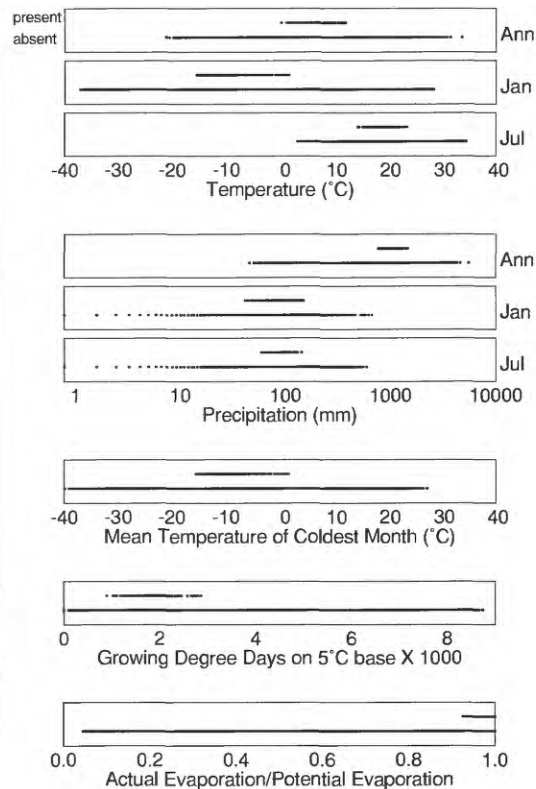 present
absent
Ann
Jan
Jul
-40 -30 -20 -10 0 10 20 30 40
Temperature (˚C)
Ann
Jan
Jul
1 10 100 1000 10000
Precipitation (mm)
-40 -30 -20 -10 0 10 20 30 40
Mean Temperature of Coldest Month (˚C)
0 2 4 6 8
Growing Degree Days on 5˚C base X 1000
0.0 0.2 0.4 0.6 0.8 1.0
Actual Evaporation/Potential Evaporation